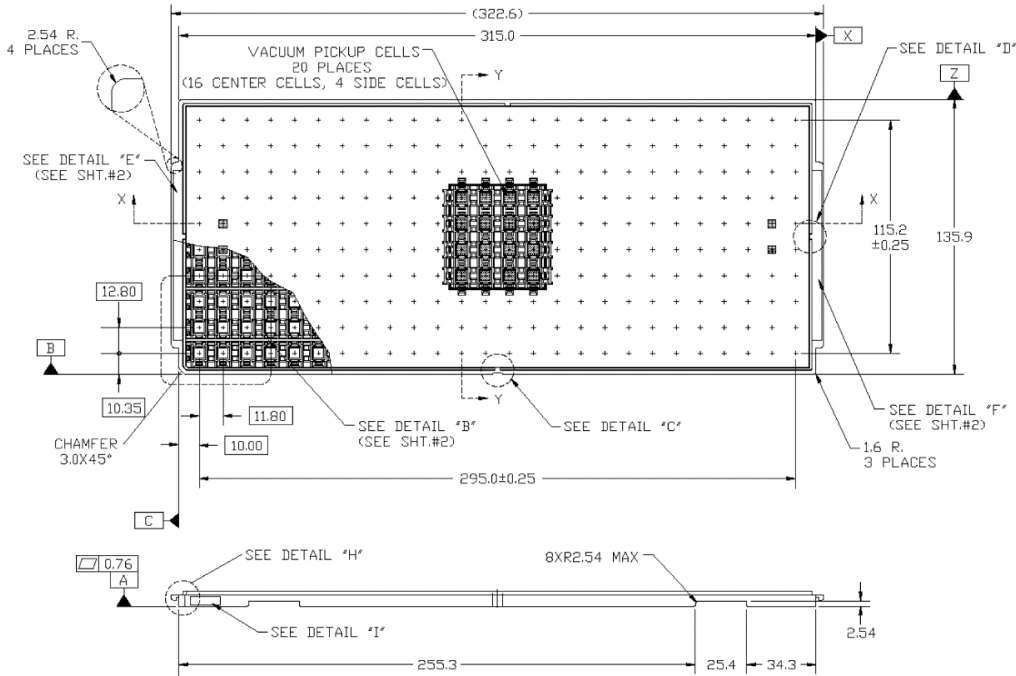 (322.6)
315.0
X
2.54 R.
4 PLACES
VACUUM PICKUP CELLS
20 PLACES
(16 CENTER CELLS, 4 SIDE CELLS)
Y
SEE DETAIL "D"
Z
SEE DETAIL "E"
(SEE SHT.#2)
X
X
115.2
±0.25
135.9
12.80
B
10.35
11.80
10.00
CHAMFER
3.0X45°
SEE DETAIL "B"
(SEE SHT.#2)
Y
SEE DETAIL "C"
SEE DETAIL "F"
(SEE SHT.#2)
1.6 R.
3 PLACES
295.0±0.25
C
SEE DETAIL "H"
8XR2.54 MAX
0.76
A
SEE DETAIL "I"
2.54
255.3
25.4
34.3